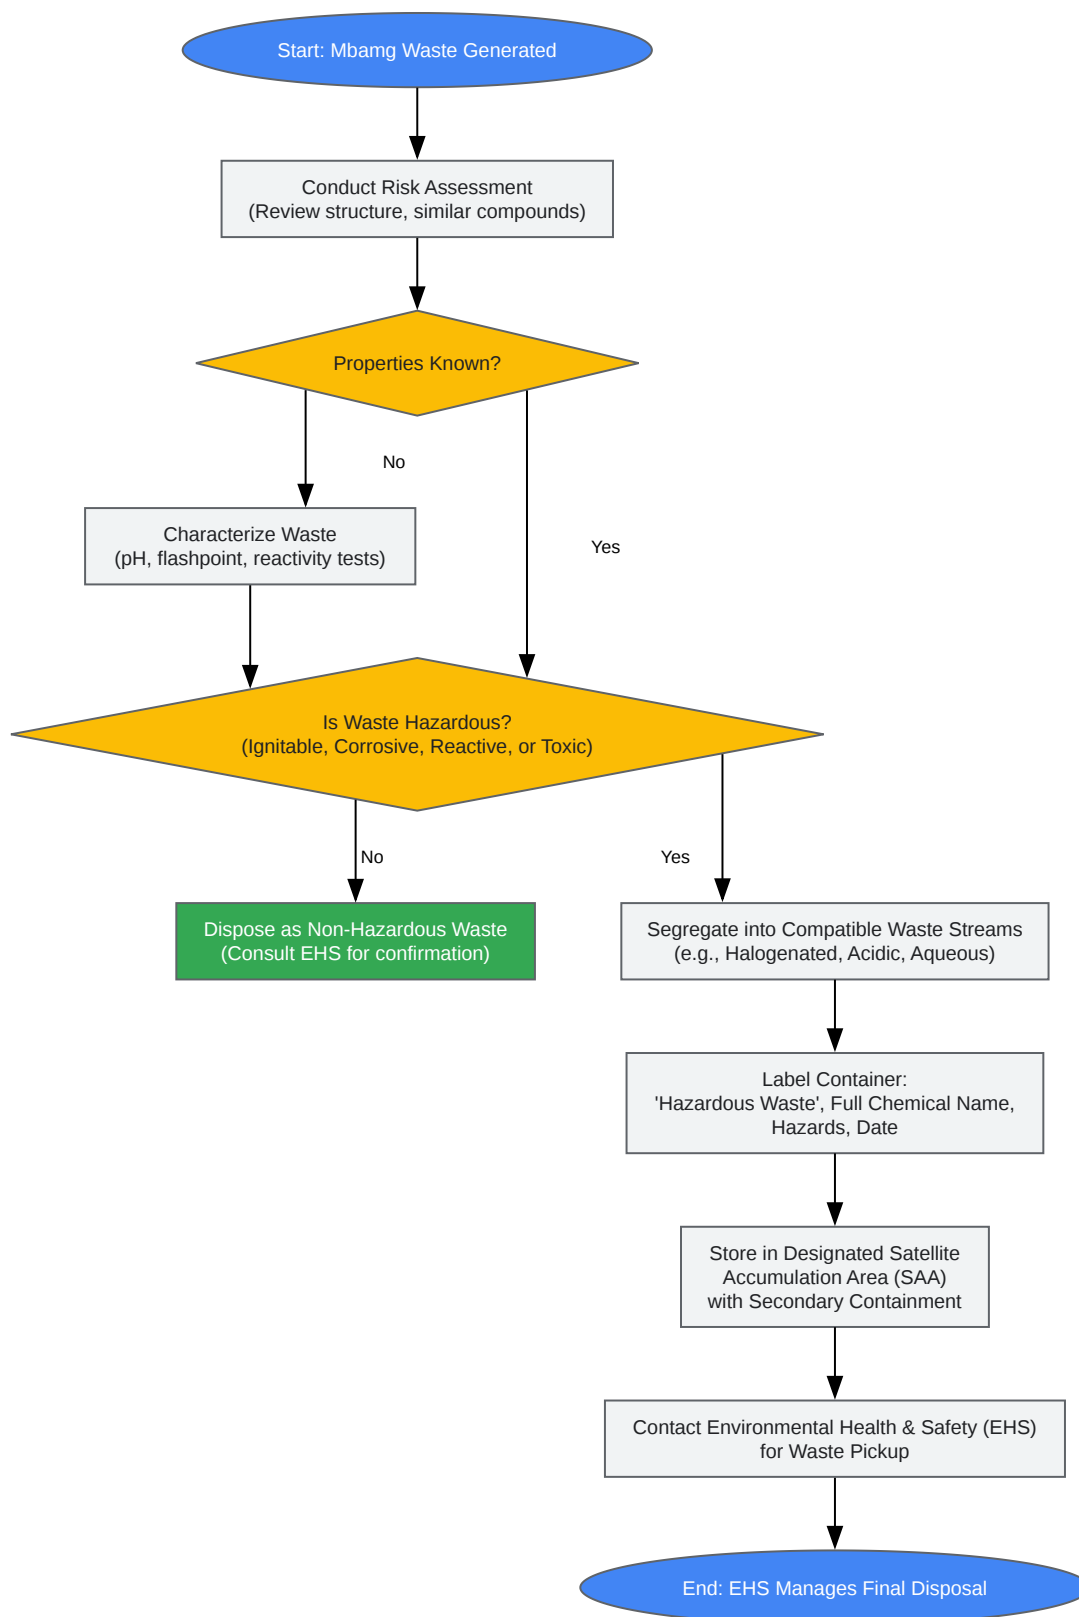 Start: Mbamg Waste Generated
Conduct Risk Assessment
(Review structure, similar compounds)
Properties Known?
No
Yes
Characterize Waste
(pH, flashpoint, reactivity tests)
Is Waste Hazardous?
(Ignitable, Corrosive, Reactive, or Toxic)
No
Yes
Dispose as Non-Hazardous Waste
(Consult EHS for confirmation)
Segregate into Compatible Waste Streams
(e.g., Halogenated, Acidic, Aqueous)
Label Container:
'Hazardous Waste', Full Chemical Name,
Hazards, Date
Store in Designated Satellite
Accumulation Area (SAA)
with Secondary Containment
Contact Environmental Health & Safety (EHS)
for Waste Pickup
End: EHS Manages Final Disposal